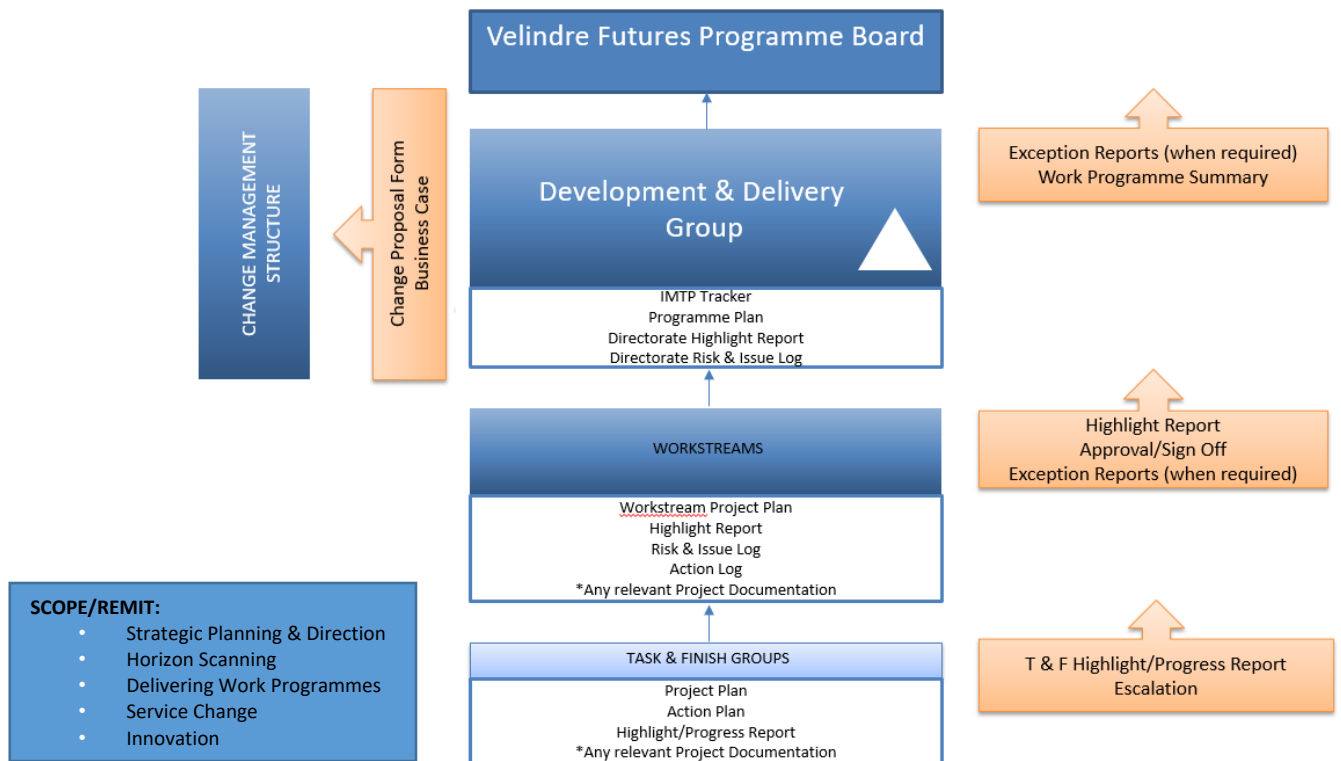 Velindre Futures Programme Board
CHANGE MANAGEMENT
STRUCTURE
Change Proposal Form
Business Case
Development & Delivery
Group
IMTP Tracker
Programme Plan
Directorate Highlight Report
Directorate Risk & Issue Log
Exception Reports (when required)
Work Programme Summary
WORKSTREAMS
Workstream Project Plan
Highlight Report
Risk & Issue Log
Action Log
*Any relevant Project Documentation
Highlight Report
Approval/Sign Off
Exception Reports (when required)
SCOPE/REMIT:
• Strategic Planning & Direction
• Horizon Scanning
• Delivering Work Programmes
• Service Change
• Innovation
TASK & FINISH GROUPS
Project Plan
Action Plan
Highlight/Progress Report
*Any relevant Project Documentation
T & F Highlight/Progress Report
Escalation